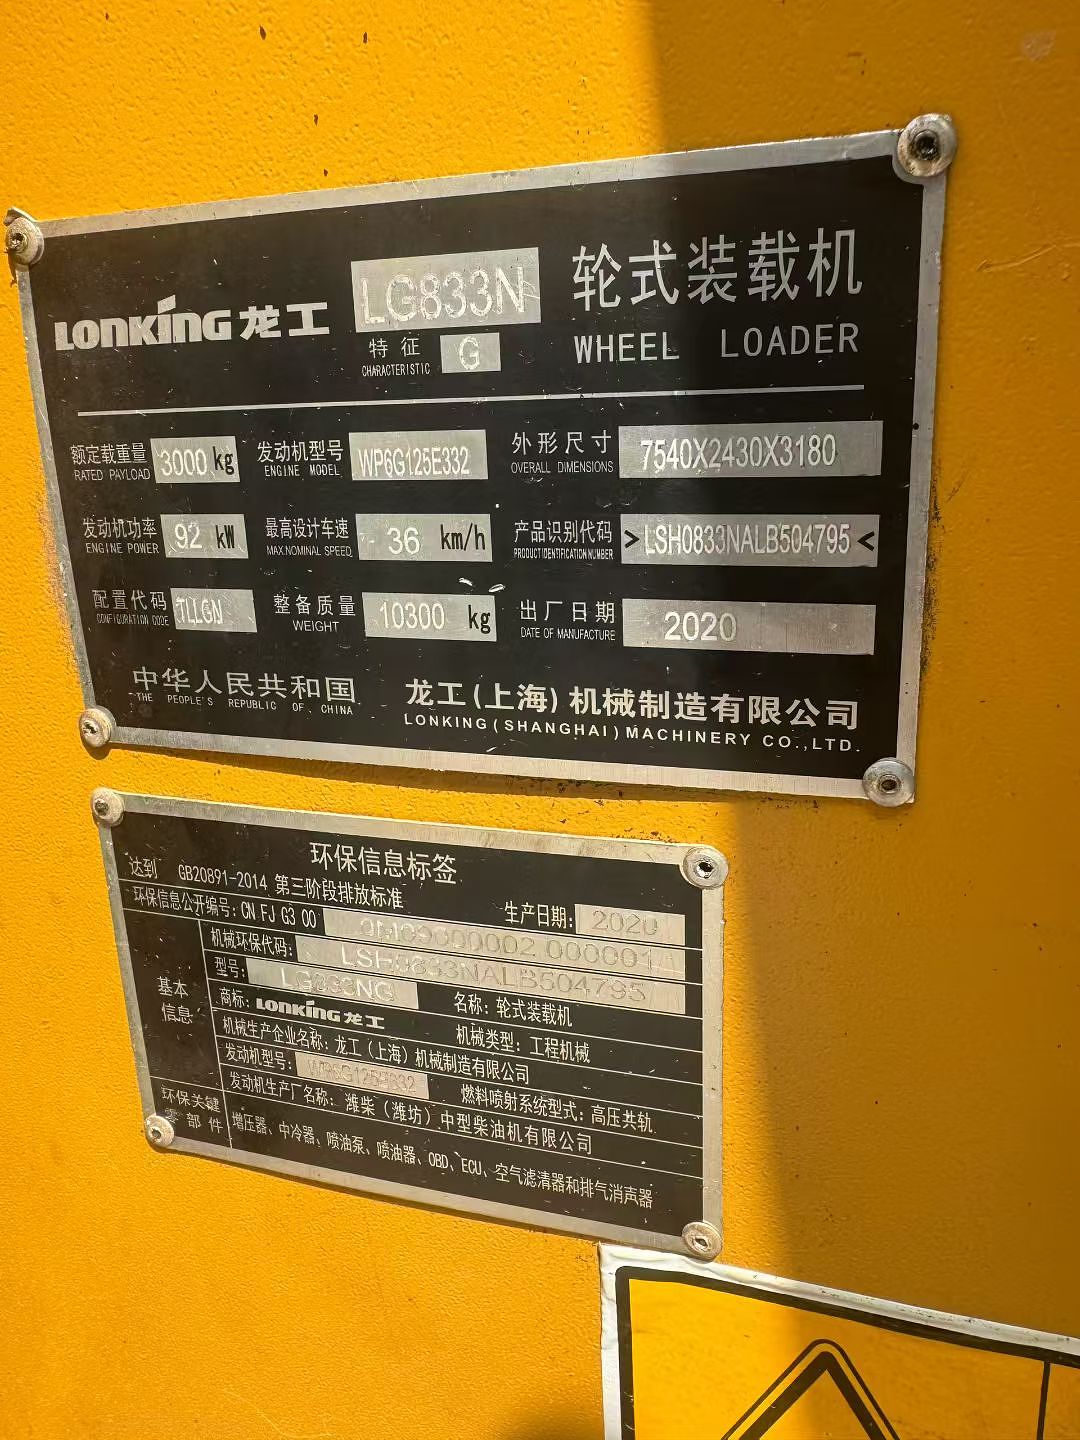 LONKING 龙工 LG833N 轮式装载机
特征 G
CHARACTERISTIC
WHEEL LOADER
额定载重量 3000 kg 发动机型号 WP6G125E332 外形尺寸 7540X2430X3180
RATED PAYLOAD ENGINE MODEL OVERALL DIMENSIONS
发动机功率 92 kW 最高设计车速 36 km/h 产品识别代码 >LSH0833NALB504795<
ENGINE POWER MAX.NOMINAL SPEED PRODUCT IDENTIFICATION NUMBER
配置代码 TLLGN 整备质量 10300 kg 出厂日期 2020
CONFIGURATION CODE WEIGHT DATE OF MANUFACTURE
中华人民共和国 龙工(上海)机械制造有限公司
THE PEOPLE'S REPUBLIC OF. CHINA LONKING(SHANGHAI)MACHINERY CO.,LTD.
环保信息标签
达到 GB20891-2014 第三阶段排放标准 生产日期: 2020
环保信息公开编号: CN FJ G3 00
机械环保代码: LSH0833NALB504795
基本信息
型号: LG833NG 名称: 轮式装载机
商标: LONKING 龙工 机械类型: 工程机械
机械生产企业名称: 龙工(上海)机械制造有限公司
发动机型号: WP6G125E332 燃料喷射系统型式: 高压共轨
发动机生产厂名称: 潍柴(潍坊)中型柴油机有限公司
环保关键零部件
增压器、中冷器、喷油泵、喷油器、OBD、ECU、空气滤清器和排气消声器